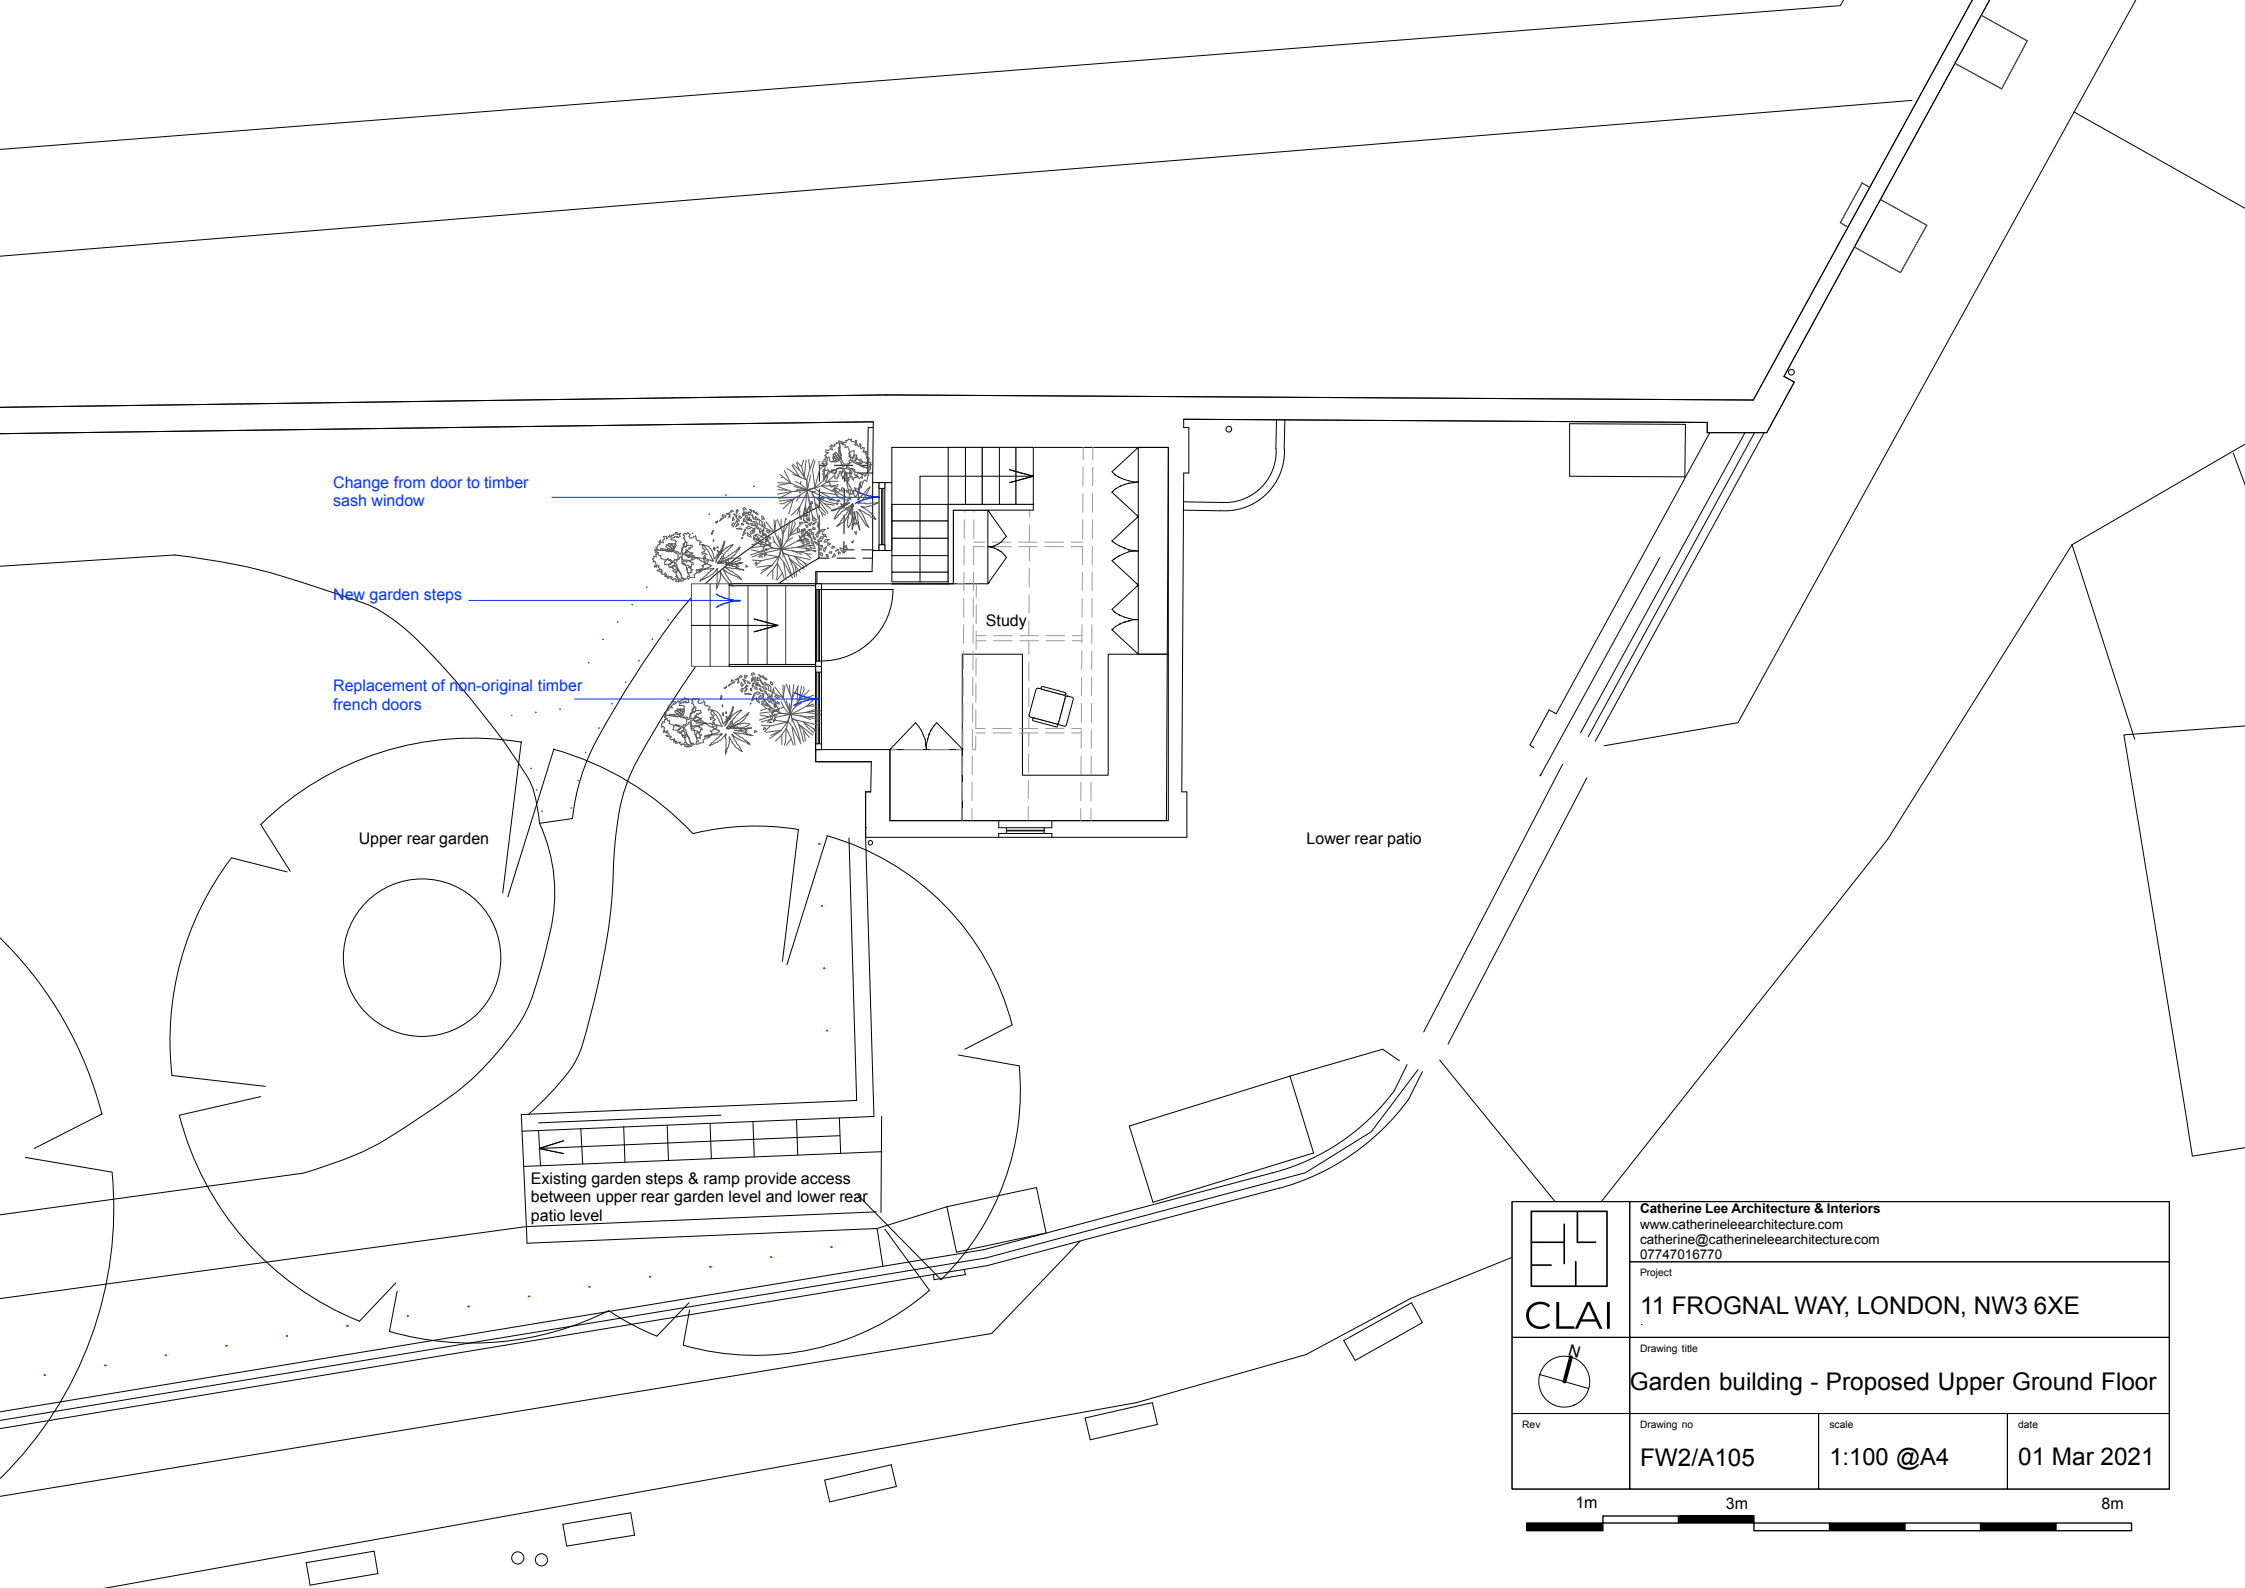 Change from door to timber
sash window
New garden steps
Study
Replacement of non-original timber
french doors
Upper rear garden
Lower rear patio
Existing garden steps & ramp provide access
between upper rear garden level and lower rear
patio level
Catherine Lee Architecture & Interiors
www.catherineleearchitecture.com
catherine@catherineleearchitecture.com
07747016770
CLAI
Project
11 FROGNAL WAY, LONDON, NW3 6XE
N
Drawing title
Garden building - Proposed Upper Ground Floor
Rev
Drawing no
FW2/A105
scale
1:100 @A4
date
01 Mar 2021
1m
3m
8m